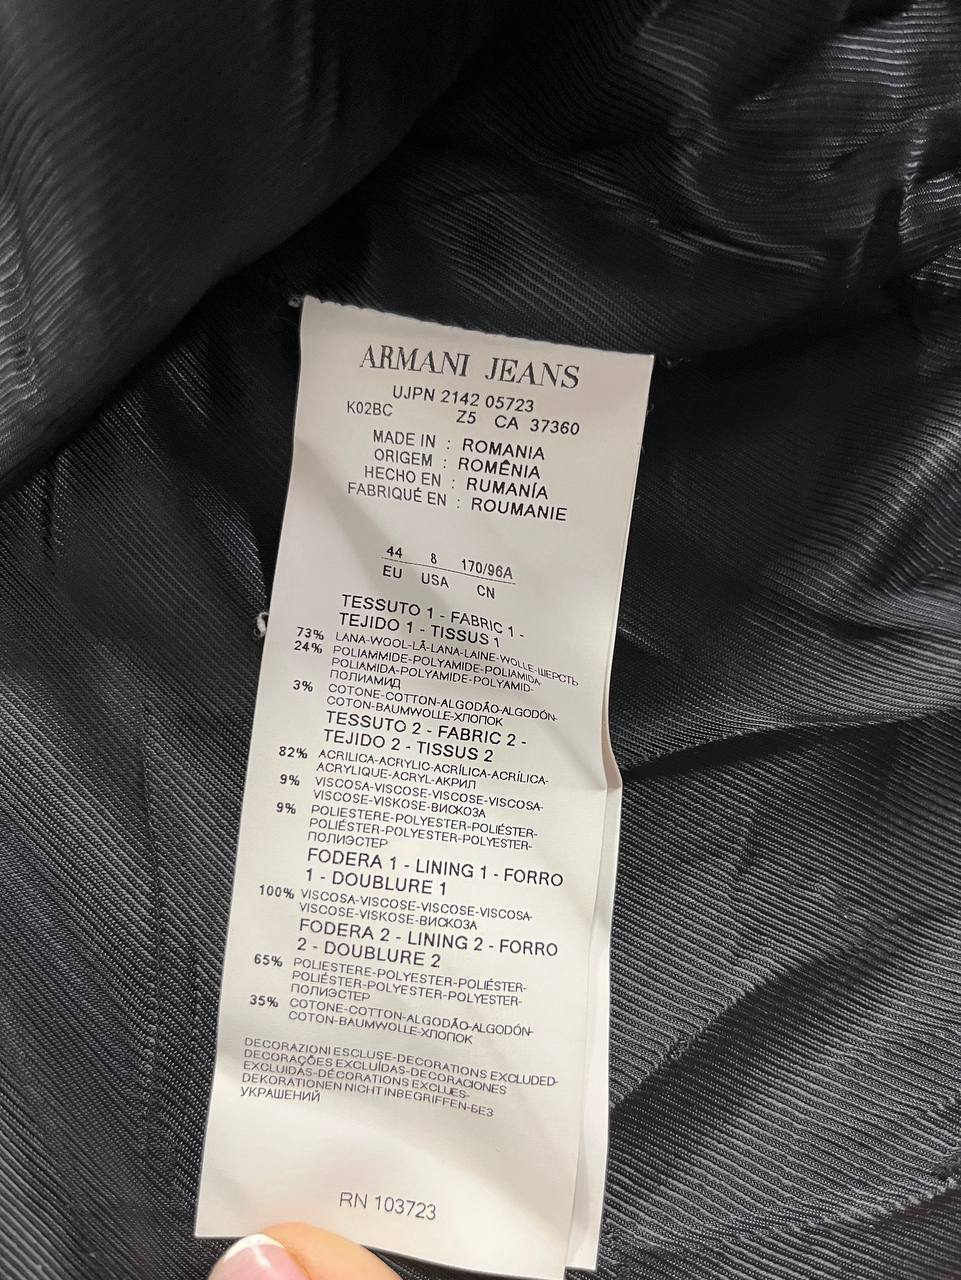 ARMANI JEANS
UJPN 2142 05723
K02BC Z5 CA 37360
MADE IN : ROMANIA
ORIGEM : ROMÊNIA
HECHO EN : RUMANÍA
FABRIQUÉ EN : ROUMANIE
44 8 170/96A
EU USA CN
TESSUTO 1 - FABRIC 1 -
TEJIDO 1 - TISSUS 1
73% LANA-WOOL-LÃ-LANA-LAINE-WOLLE-ШЕРСТЬ
24% POLIAMMIDE-POLYAMIDE-POLIAMIDA-
POLIAMIDA-POLYAMIDE-POLYAMID-
ПОЛИАМИД
3% COTONE-COTTON-ALGODÃO-ALGODÓN-
COTON-BAUMWOLLE-ХЛОПОК
TESSUTO 2 - FABRIC 2 -
TEJIDO 2 - TISSUS 2
82% ACRILICA-ACRYLIC-ACRÍLICA-ACRÍLICA-
ACRYLIQUE-ACRYL-АКРИЛ
9% VISCOSA-VISCOSE-VISCOSE-VISCOSA-
VISCOSE-VISKOSE-ВИСКОЗА
9% POLIESTERE-POLYESTER-POLIÉSTER-
POLIÉSTER-POLYESTER-POLYESTER-
ПОЛИЭСТЕР
FODERA 1 - LINING 1 - FORRO
1 - DOUBLURE 1
100% VISCOSA-VISCOSE-VISCOSE-VISCOSA-
VISCOSE-VISKOSE-ВИСКОЗА
FODERA 2 - LINING 2 - FORRO
2 - DOUBLURE 2
65% POLIESTERE-POLYESTER-POLIÉSTER-
POLIÉSTER-POLYESTER-POLYESTER-
ПОЛИЭСТЕР
35% COTONE-COTTON-ALGODÃO-ALGODÓN-
COTON-BAUMWOLLE-ХЛОПОК
DECORAZIONI ESCLUSE-DECORATIONS EXCLUDED-
DECORAÇÕES EXCLUÍDAS-DECORACIONES
EXCLUIDAS-DÉCORATIONS EXCLUES-
DEKORATIONEN NICHT INBEGRIFFEN-БЕЗ
УКРАШЕНИЙ
RN 103723